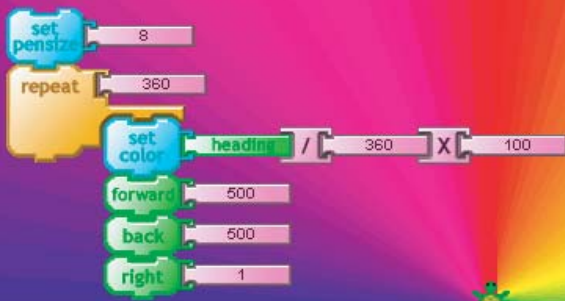 set pensize 8
repeat 360
set color heading / 360 X 100
forward 500
back 500
right 1